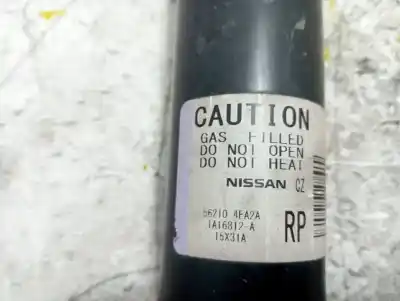 CAUTION
GAS FILLED
DO NOT OPEN
DO NOT HEAT
NISSAN CZ
56210 4EA2A
1A16812-A
15X31A
RP